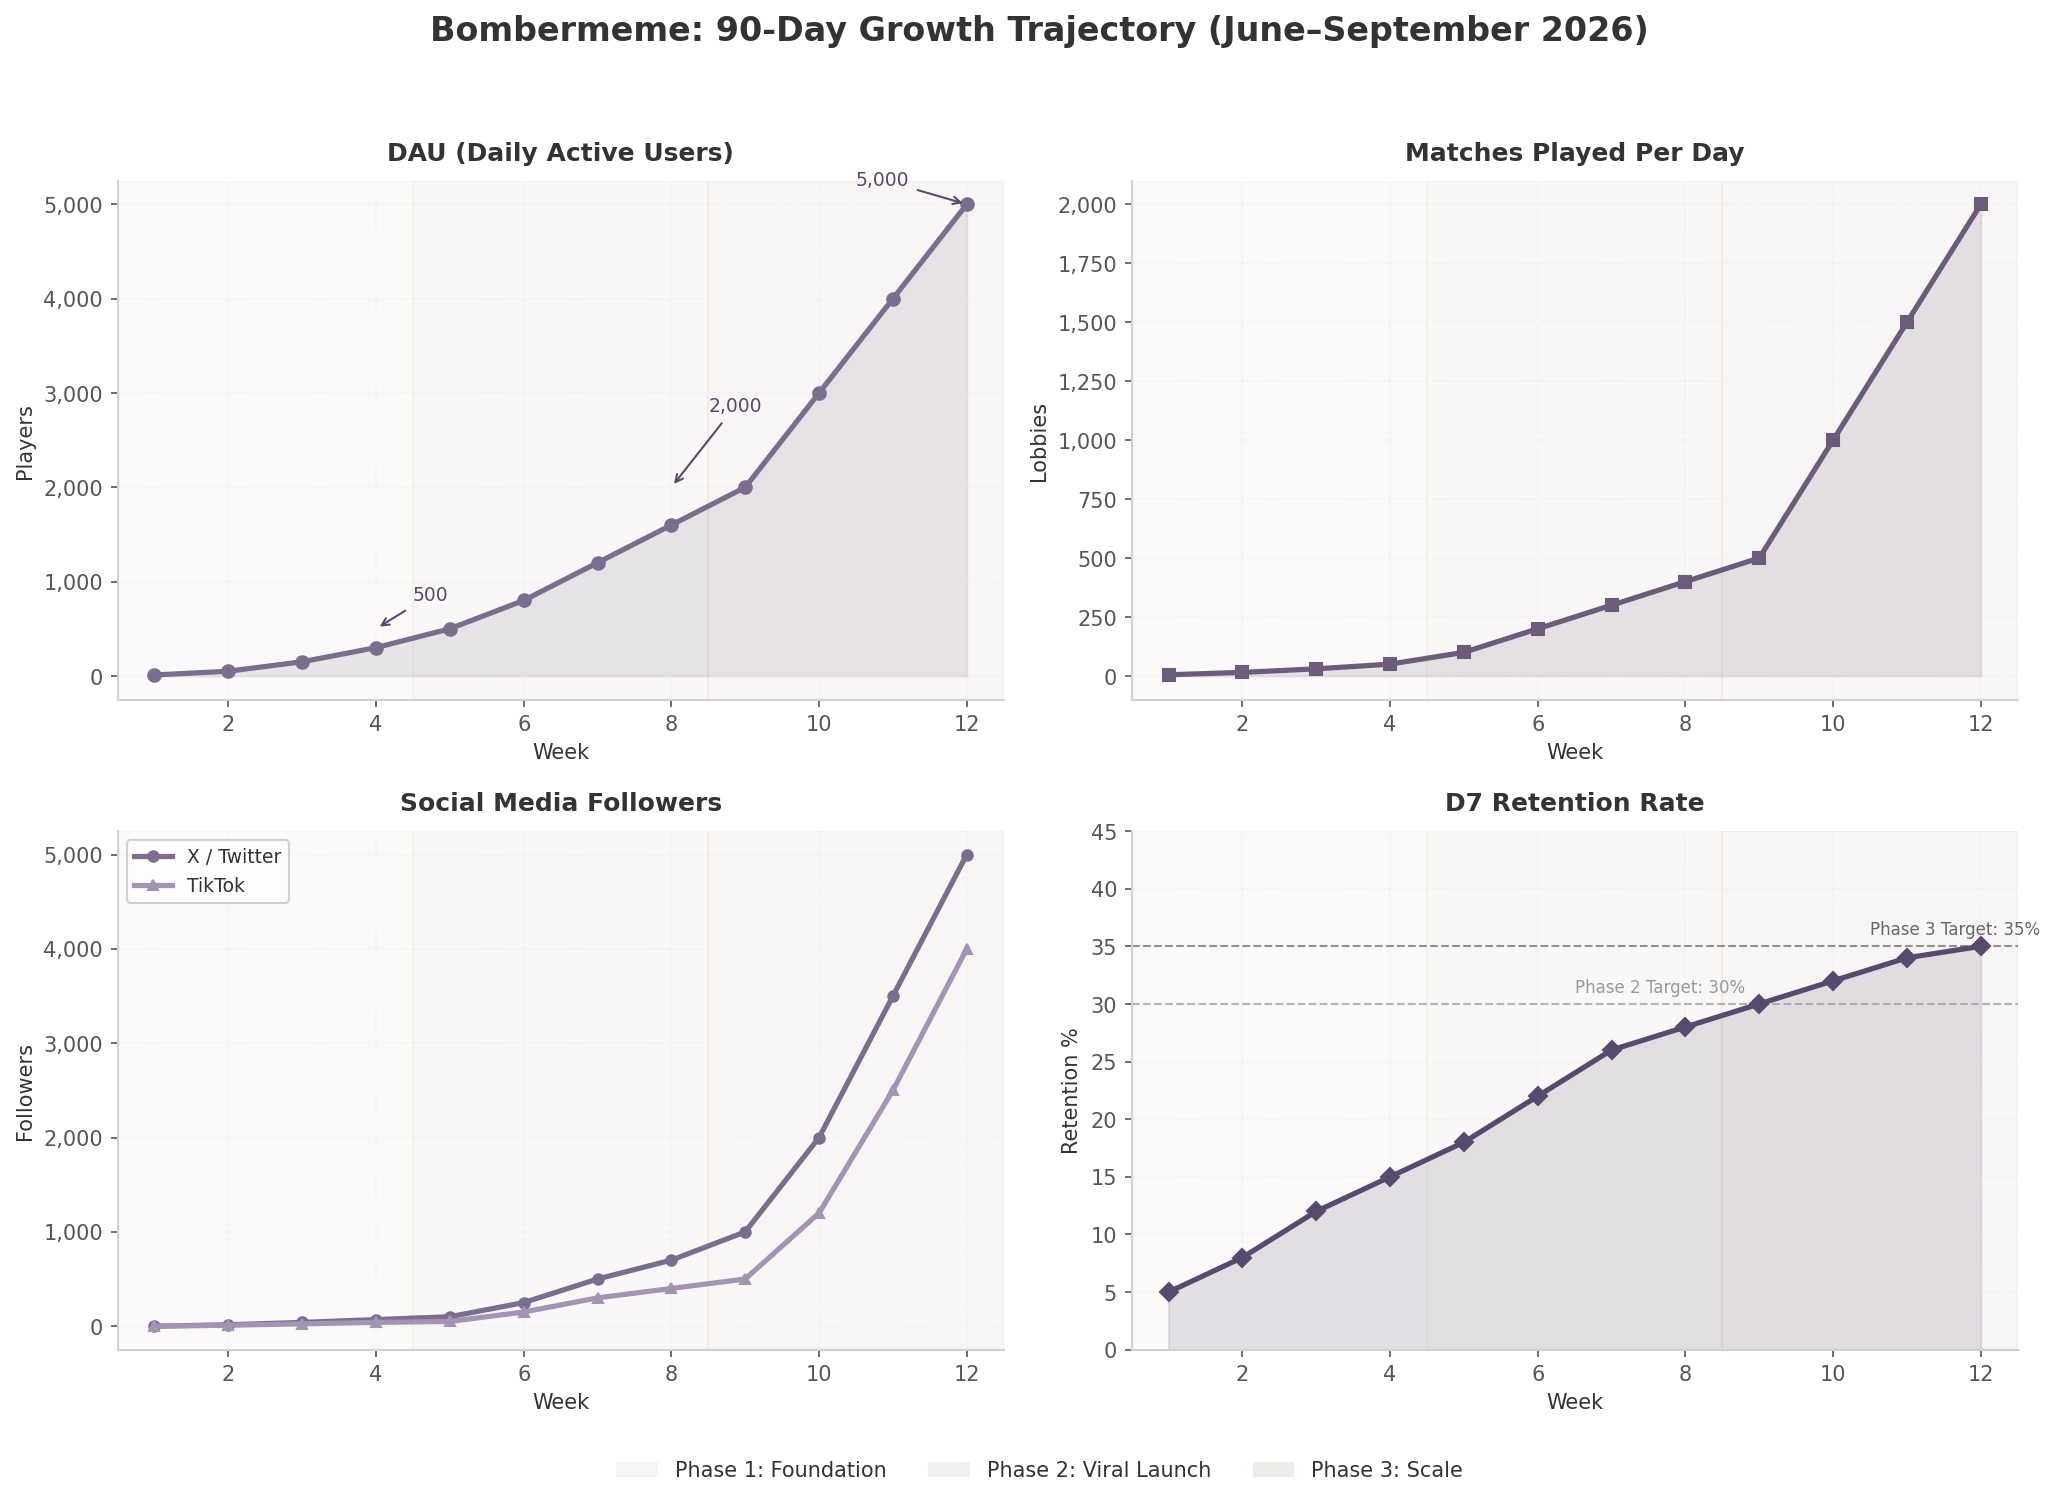 Bombermeme: 90-Day Growth Trajectory (June–September 2026)
DAU (Daily Active Users)
5,000
4,000
3,000
2,000
1,000
0
Players
5,000
2,000
500
2 4 6 8 10 12
Week
Matches Played Per Day
2,000
1,750
1,500
1,250
1,000
750
500
250
0
Lobbies
2 4 6 8 10 12
Week
Social Media Followers
X / Twitter
TikTok
5,000
4,000
3,000
2,000
1,000
0
Followers
2 4 6 8 10 12
Week
D7 Retention Rate
45
40
35
30
25
20
15
10
5
0
Retention %
Phase 3 Target: 35%
Phase 2 Target: 30%
2 4 6 8 10 12
Week
Phase 1: Foundation Phase 2: Viral Launch Phase 3: Scale